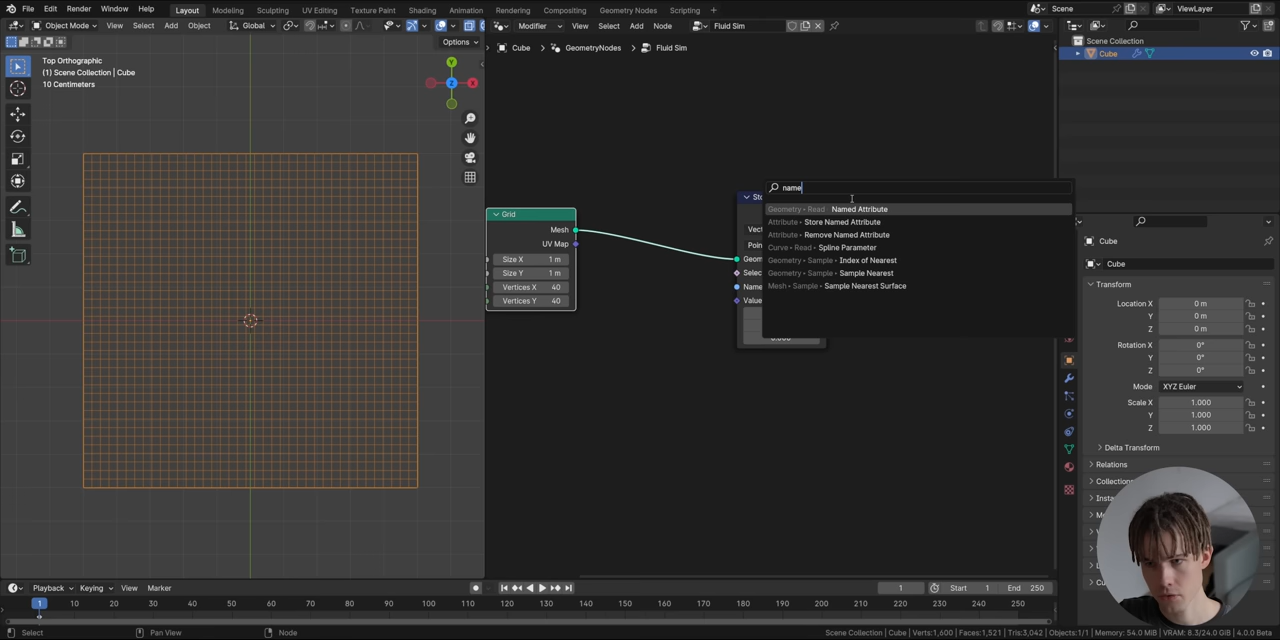 File Edit Render Window Help Layout Modeling Sculpting UV Editing Texture Paint Shading Animation Rendering Compositing Geometry Nodes Scripting + Scene ViewLayer
Object Mode View Select Add Object Global Modifier View Select Add Node Fluid Sim
Options
Cube GeometryNodes Fluid Sim
Scene Collection
Cube
Top Orthographic
(1) Scene Collection | Cube
10 Centimeters
Y
Z
X
Grid
Mesh
UV Map
Size X 1 m
Size Y 1 m
Vertices X 40
Vertices Y 40
name
Geometry • Read Named Attribute
Attribute • Store Named Attribute
Attribute • Remove Named Attribute
Curve • Read • Spline Parameter
Geometry • Sample • Index of Nearest
Geometry • Sample • Sample Nearest
Mesh • Sample • Sample Nearest Surface
Cube
Cube
Transform
Location X 0 m
Y 0 m
Z 0 m
Rotation X 0°
Y 0°
Z 0°
Mode XYZ Euler
Scale X 1.000
Y 1.000
Z 1.000
Delta Transform
Relations
Playback Keying View Marker 1 Start 1 End 250
1 10 20 30 40 50 60 70 80 90 100 110 120 130 140 150 160 170 180 190 200 210 220 230 240 250
Select Pan View Node Scene Collection | Cube | Verts:1,600 | Faces:1,521 | Tris:3,042 | Objects:1/1 | Memory: 54.0 MiB | VRAM: 8.3/24.0 GiB | 4.0.0 Beta